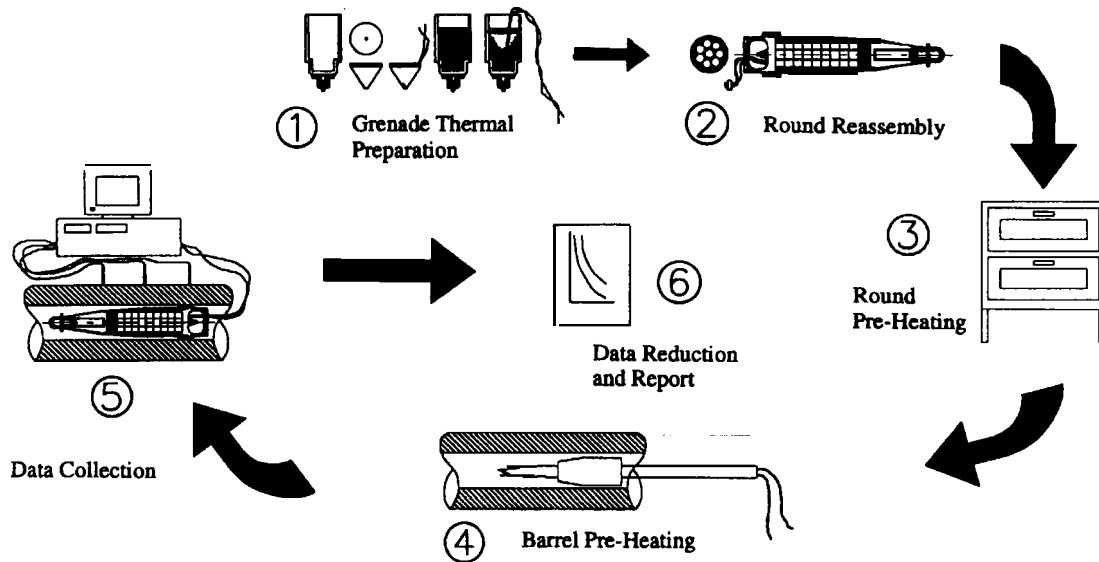 ①
Grenade Thermal
Preparation
②
Round Reassembly
③
Round
Pre-Heating
④
Barrel Pre-Heating
⑤
Data Collection
⑥
Data Reduction
and Report